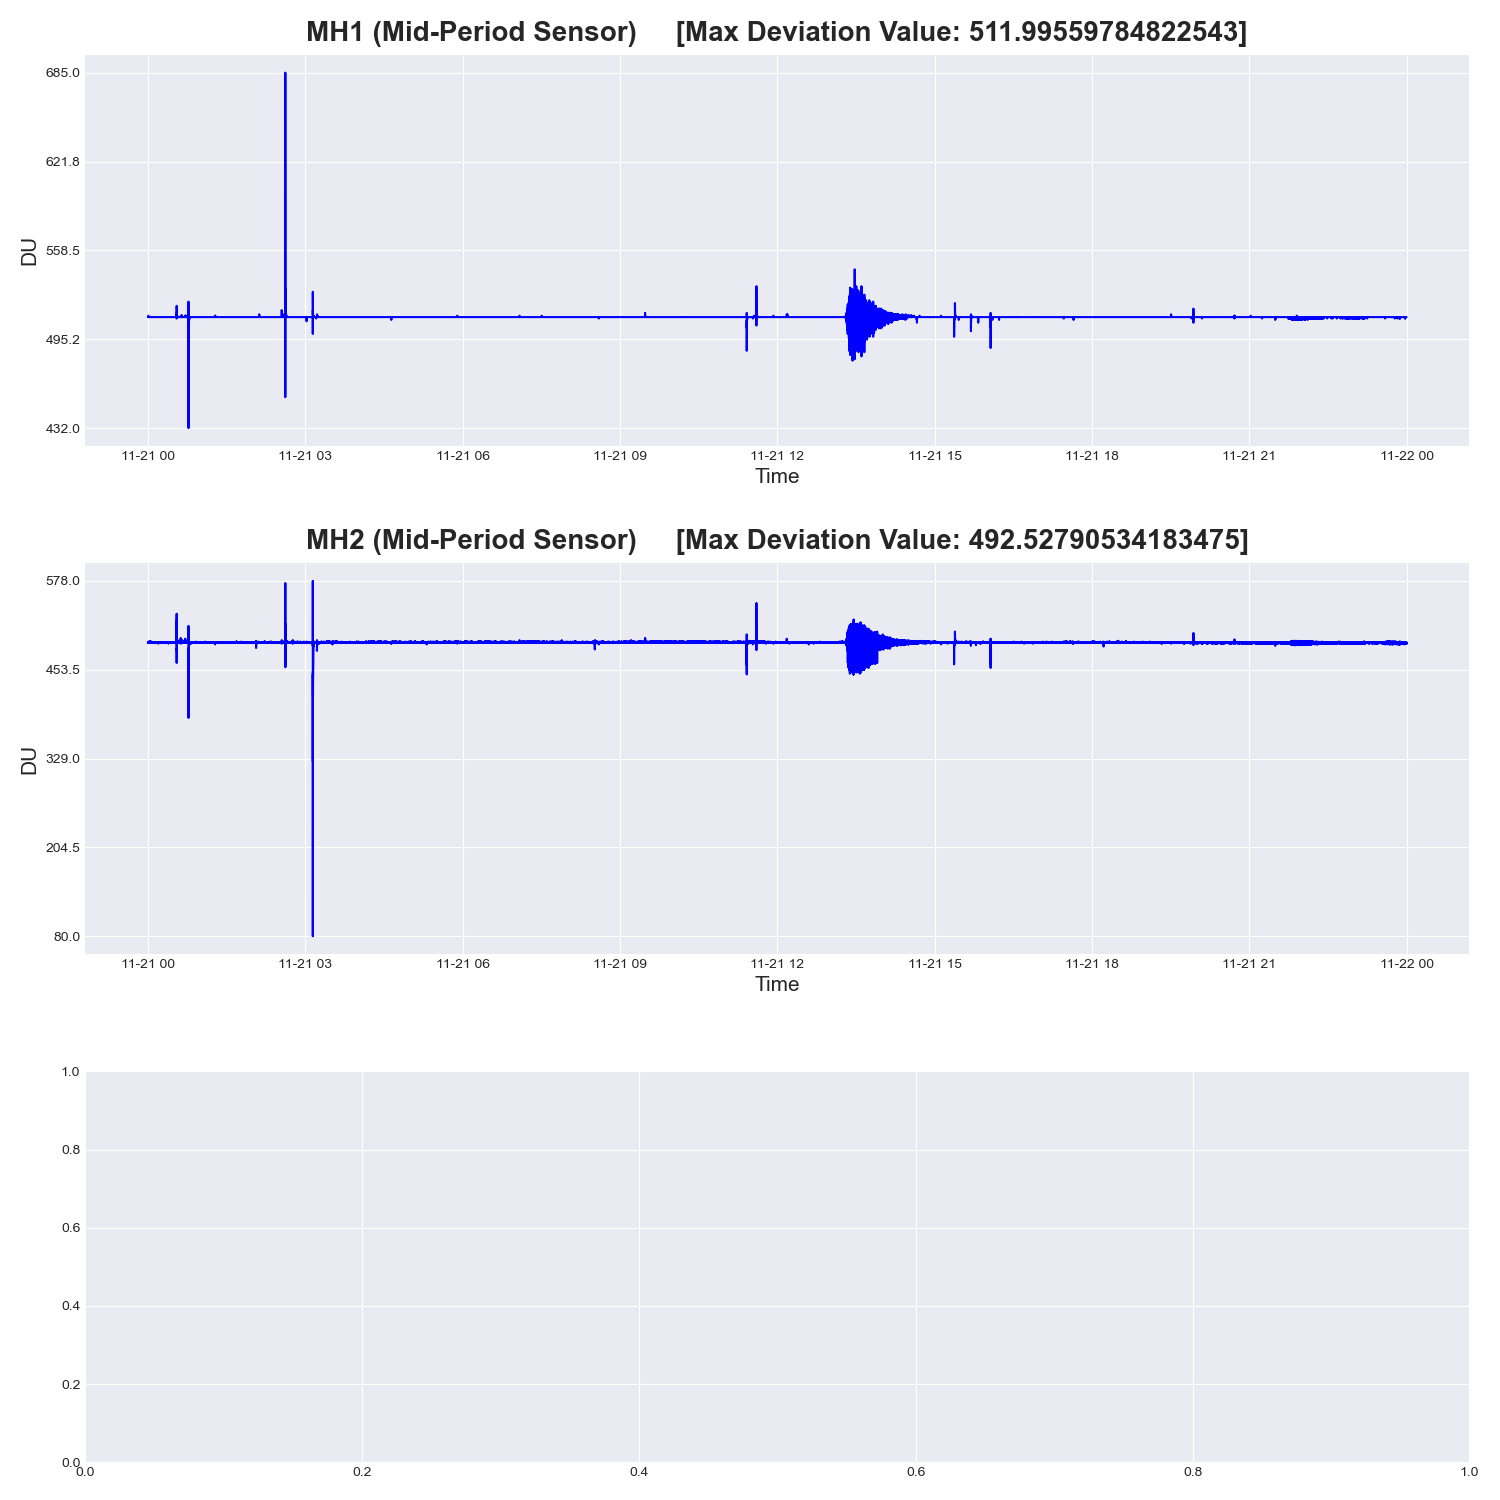 MH1 (Mid-Period Sensor) [Max Deviation Value: 511.99559784822543]
685.0
621.8
558.5
495.2
432.0
DU
11-21 00 11-21 03 11-21 06 11-21 09 11-21 12 11-21 15 11-21 18 11-21 21 11-22 00
Time
MH2 (Mid-Period Sensor) [Max Deviation Value: 492.52790534183475]
578.0
453.5
329.0
204.5
80.0
DU
11-21 00 11-21 03 11-21 06 11-21 09 11-21 12 11-21 15 11-21 18 11-21 21 11-22 00
Time
1.0
0.8
0.6
0.4
0.2
0.0
0.0 0.2 0.4 0.6 0.8 1.0